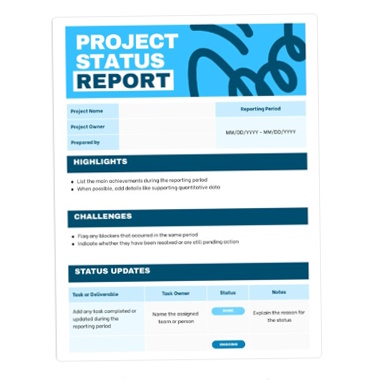 PROJECT
STATUS
REPORT
Project Name
Reporting Period
Project Owner
MM/DD/YYYY - MM/DD/YYYY
Prepared by
HIGHLIGHTS
List the main achievements during the reporting period
When possible, add details like supporting quantitative data
CHALLENGES
Flag any blockers that occurred in the same period
Indicate whether they have been resolved or are still pending action
STATUS UPDATES
Task or Deliverable Task Owner Status Notes
Add any task completed or
updated during the
reporting period
Name the assigned
team or person
Explain the reason for
the status
ONGOING